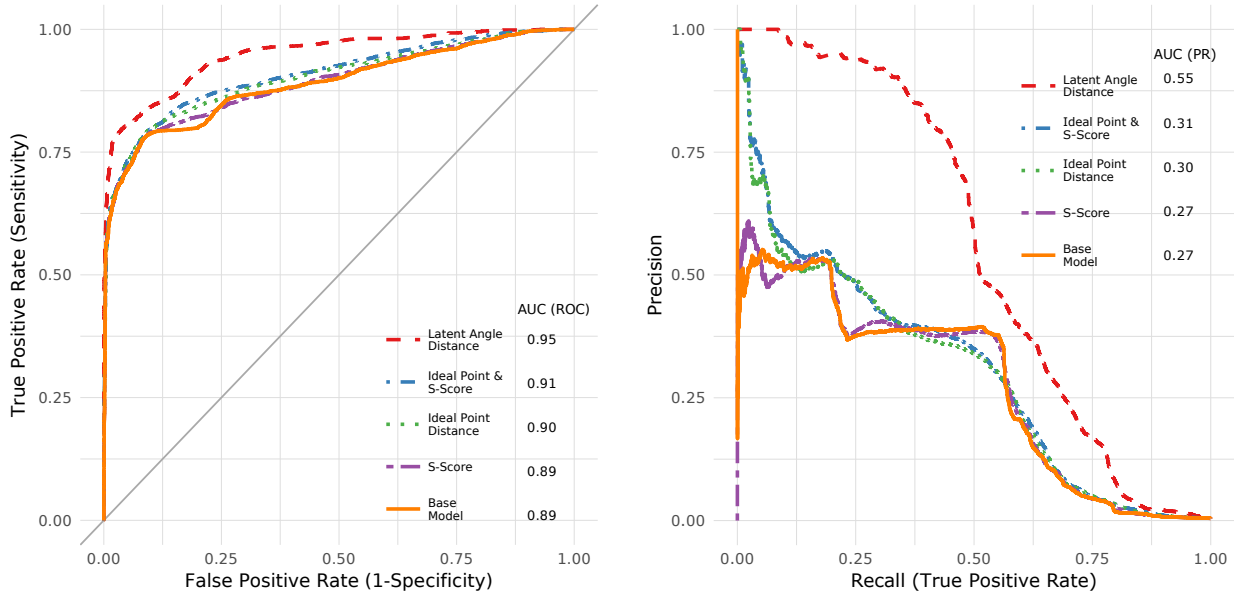 1.00
0.75
0.50
0.25
0.00
True Positive Rate (Sensitivity)
AUC (ROC)
Latent Angle
Distance
0.95
Ideal Point &
S-Score
0.91
Ideal Point
Distance
0.90
S-Score
0.89
Base
Model
0.89
0.00
0.25
0.50
0.75
1.00
False Positive Rate (1-Specificity)
1.00
0.75
0.50
0.25
0.00
Precision
AUC (PR)
Latent Angle
Distance
0.55
Ideal Point &
S-Score
0.31
Ideal Point
Distance
0.30
S-Score
0.27
Base
Model
0.27
0.00
0.25
0.50
0.75
1.00
Recall (True Positive Rate)